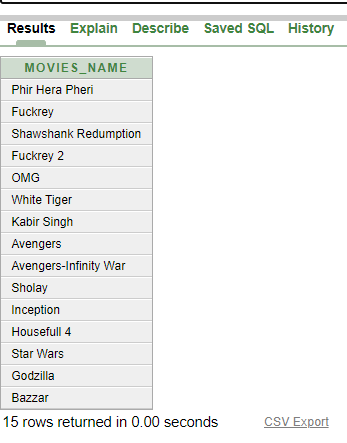 Results Explain Describe Saved SQL History
MOVIES_NAME
Phir Hera Pheri
Fuckrey
Shawshank Redumption
Fuckrey 2
OMG
White Tiger
Kabir Singh
Avengers
Avengers-Infinity War
Sholay
Inception
Housefull 4
Star Wars
Godzilla
Bazzar
15 rows returned in 0.00 seconds CSV Export